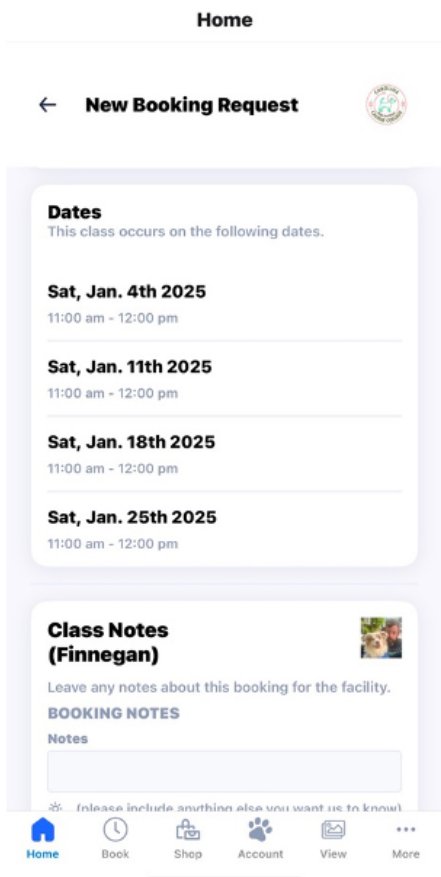 Home
New Booking Request
Dates
This class occurs on the following dates.
Sat, Jan. 4th 2025
11:00 am - 12:00 pm
Sat, Jan. 11th 2025
11:00 am - 12:00 pm
Sat, Jan. 18th 2025
11:00 am - 12:00 pm
Sat, Jan. 25th 2025
11:00 am - 12:00 pm
Class Notes
(Finnegan)
Leave any notes about this booking for the facility.
BOOKING NOTES
Notes
(please include anything else you want us to know)
Home Book Shop Account View More